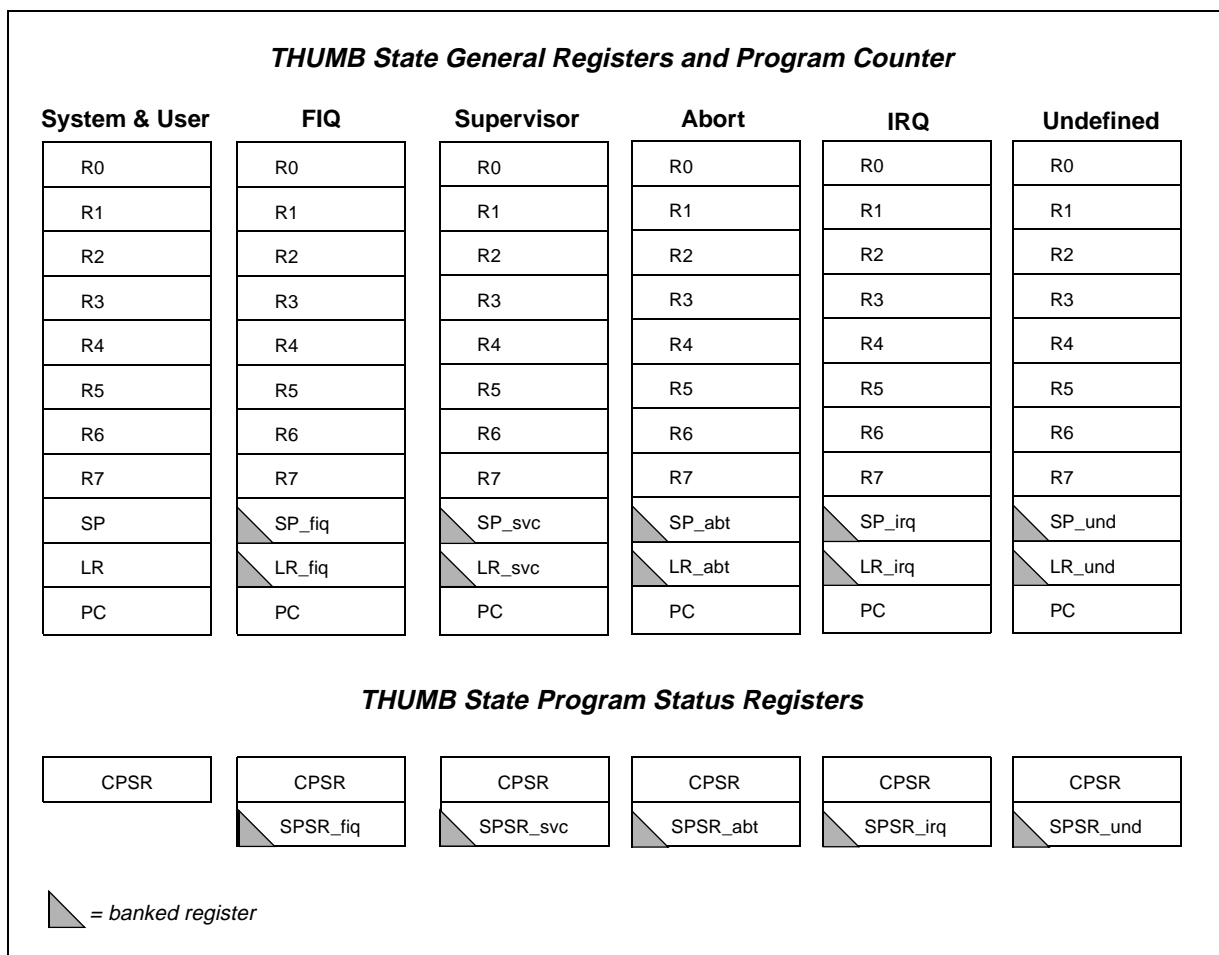 THUMB State General Registers and Program Counter
System & User FIQ Supervisor Abort IRQ Undefined
R0 R0 R0 R0 R0 R0
R1 R1 R1 R1 R1 R1
R2 R2 R2 R2 R2 R2
R3 R3 R3 R3 R3 R3
R4 R4 R4 R4 R4 R4
R5 R5 R5 R5 R5 R5
R6 R6 R6 R6 R6 R6
R7 R7 R7 R7 R7 R7
SP SP_fiq SP_svc SP_abt SP_irq SP_und
LR LR_fiq LR_svc LR_abt LR_irq LR_und
PC PC PC PC PC PC
THUMB State Program Status Registers
CPSR CPSR CPSR CPSR CPSR CPSR
SPSR_fiq SPSR_svc SPSR_abt SPSR_irq SPSR_und
= banked register